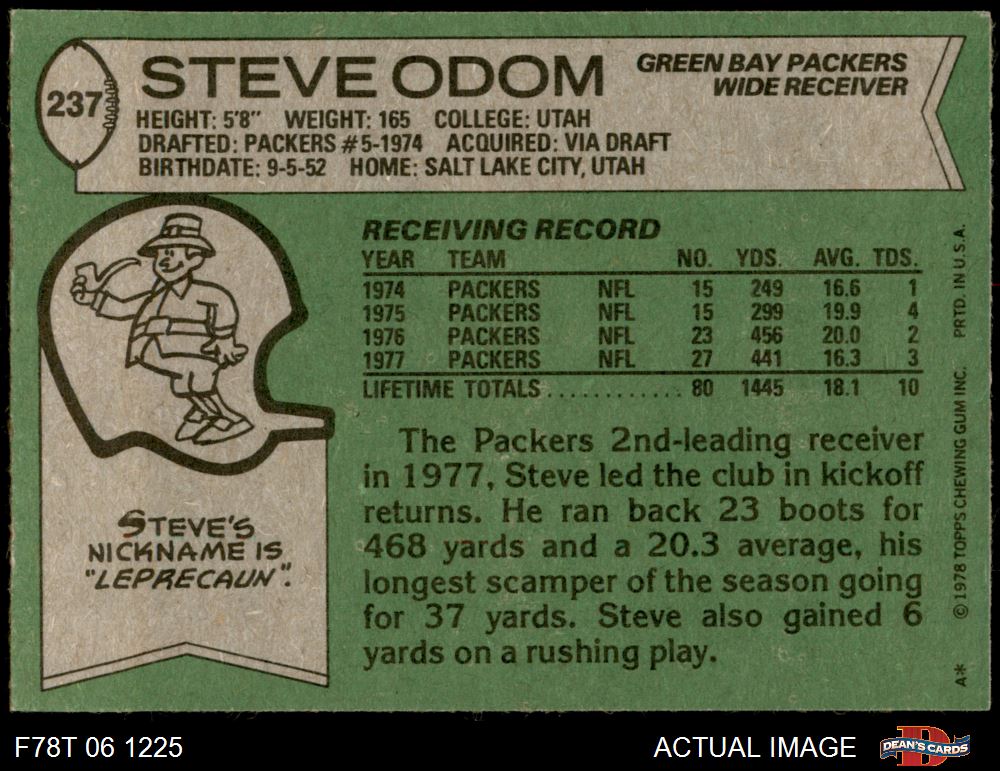 237
STEVE ODOM
GREEN BAY PACKERS
WIDE RECEIVER
HEIGHT: 5'8" WEIGHT: 165 COLLEGE: UTAH
DRAFTED: PACKERS #5-1974 ACQUIRED: VIA DRAFT
BIRTHDATE: 9-5-52 HOME: SALT LAKE CITY, UTAH
STEVE'S
NICKNAME IS
"LEPRECAUN".
RECEIVING RECORD
YEAR TEAM NO. YDS. AVG. TDS.
1974 PACKERS NFL 15 249 16.6 1
1975 PACKERS NFL 15 299 19.9 4
1976 PACKERS NFL 23 456 20.0 2
1977 PACKERS NFL 27 441 16.3 3
LIFETIME TOTALS............ 80 1445 18.1 10
The Packers 2nd-leading receiver
in 1977, Steve led the club in kickoff
returns. He ran back 23 boots for
468 yards and a 20.3 average, his
longest scamper of the season going
for 37 yards. Steve also gained 6
yards on a rushing play.
A* ©1978 TOPPS CHEWING GUM INC. PRTD. IN U.S.A.
F78T 06 1225
ACTUAL IMAGE
DEAN'S CARDS